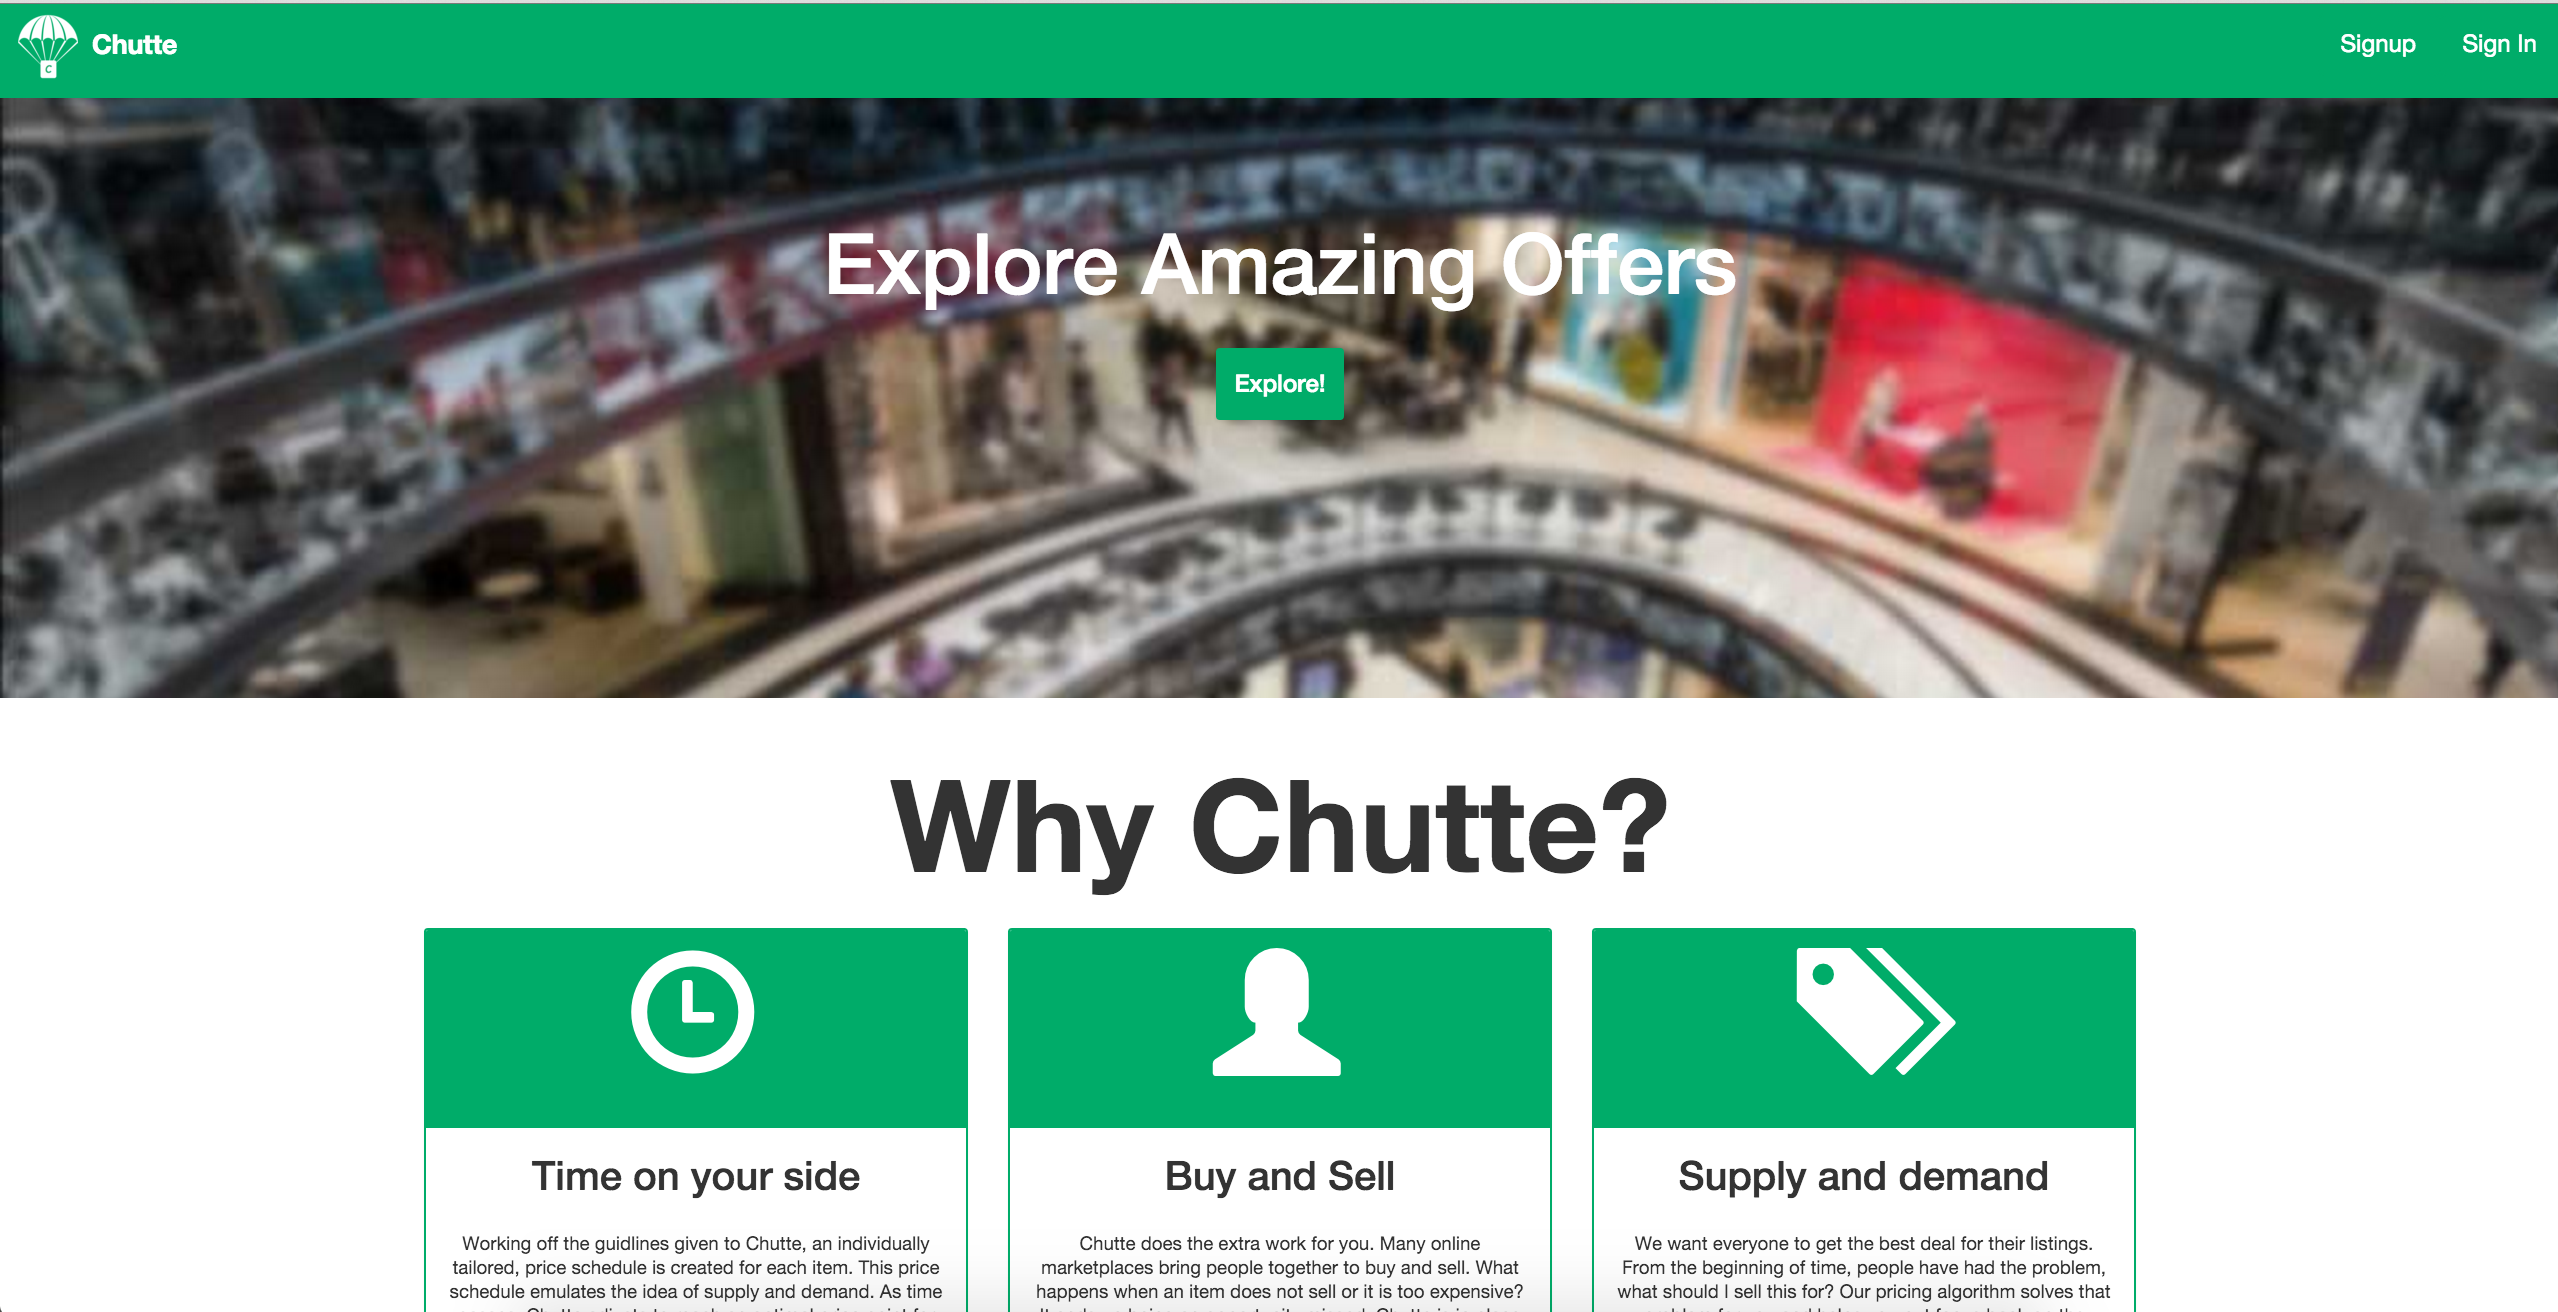 C
Chutte
Signup
Sign In
Explore Amazing Offers
Explore!
Why Chutte?
Time on your side
Working off the guidlines given to Chutte, an individually
tailored, price schedule is created for each item. This price
schedule emulates the idea of supply and demand. As time
Buy and Sell
Chutte does the extra work for you. Many online
marketplaces bring people together to buy and sell. What
happens when an item does not sell or it is too expensive?
Supply and demand
We want everyone to get the best deal for their listings.
From the beginning of time, people have had the problem,
what should I sell this for? Our pricing algorithm solves that